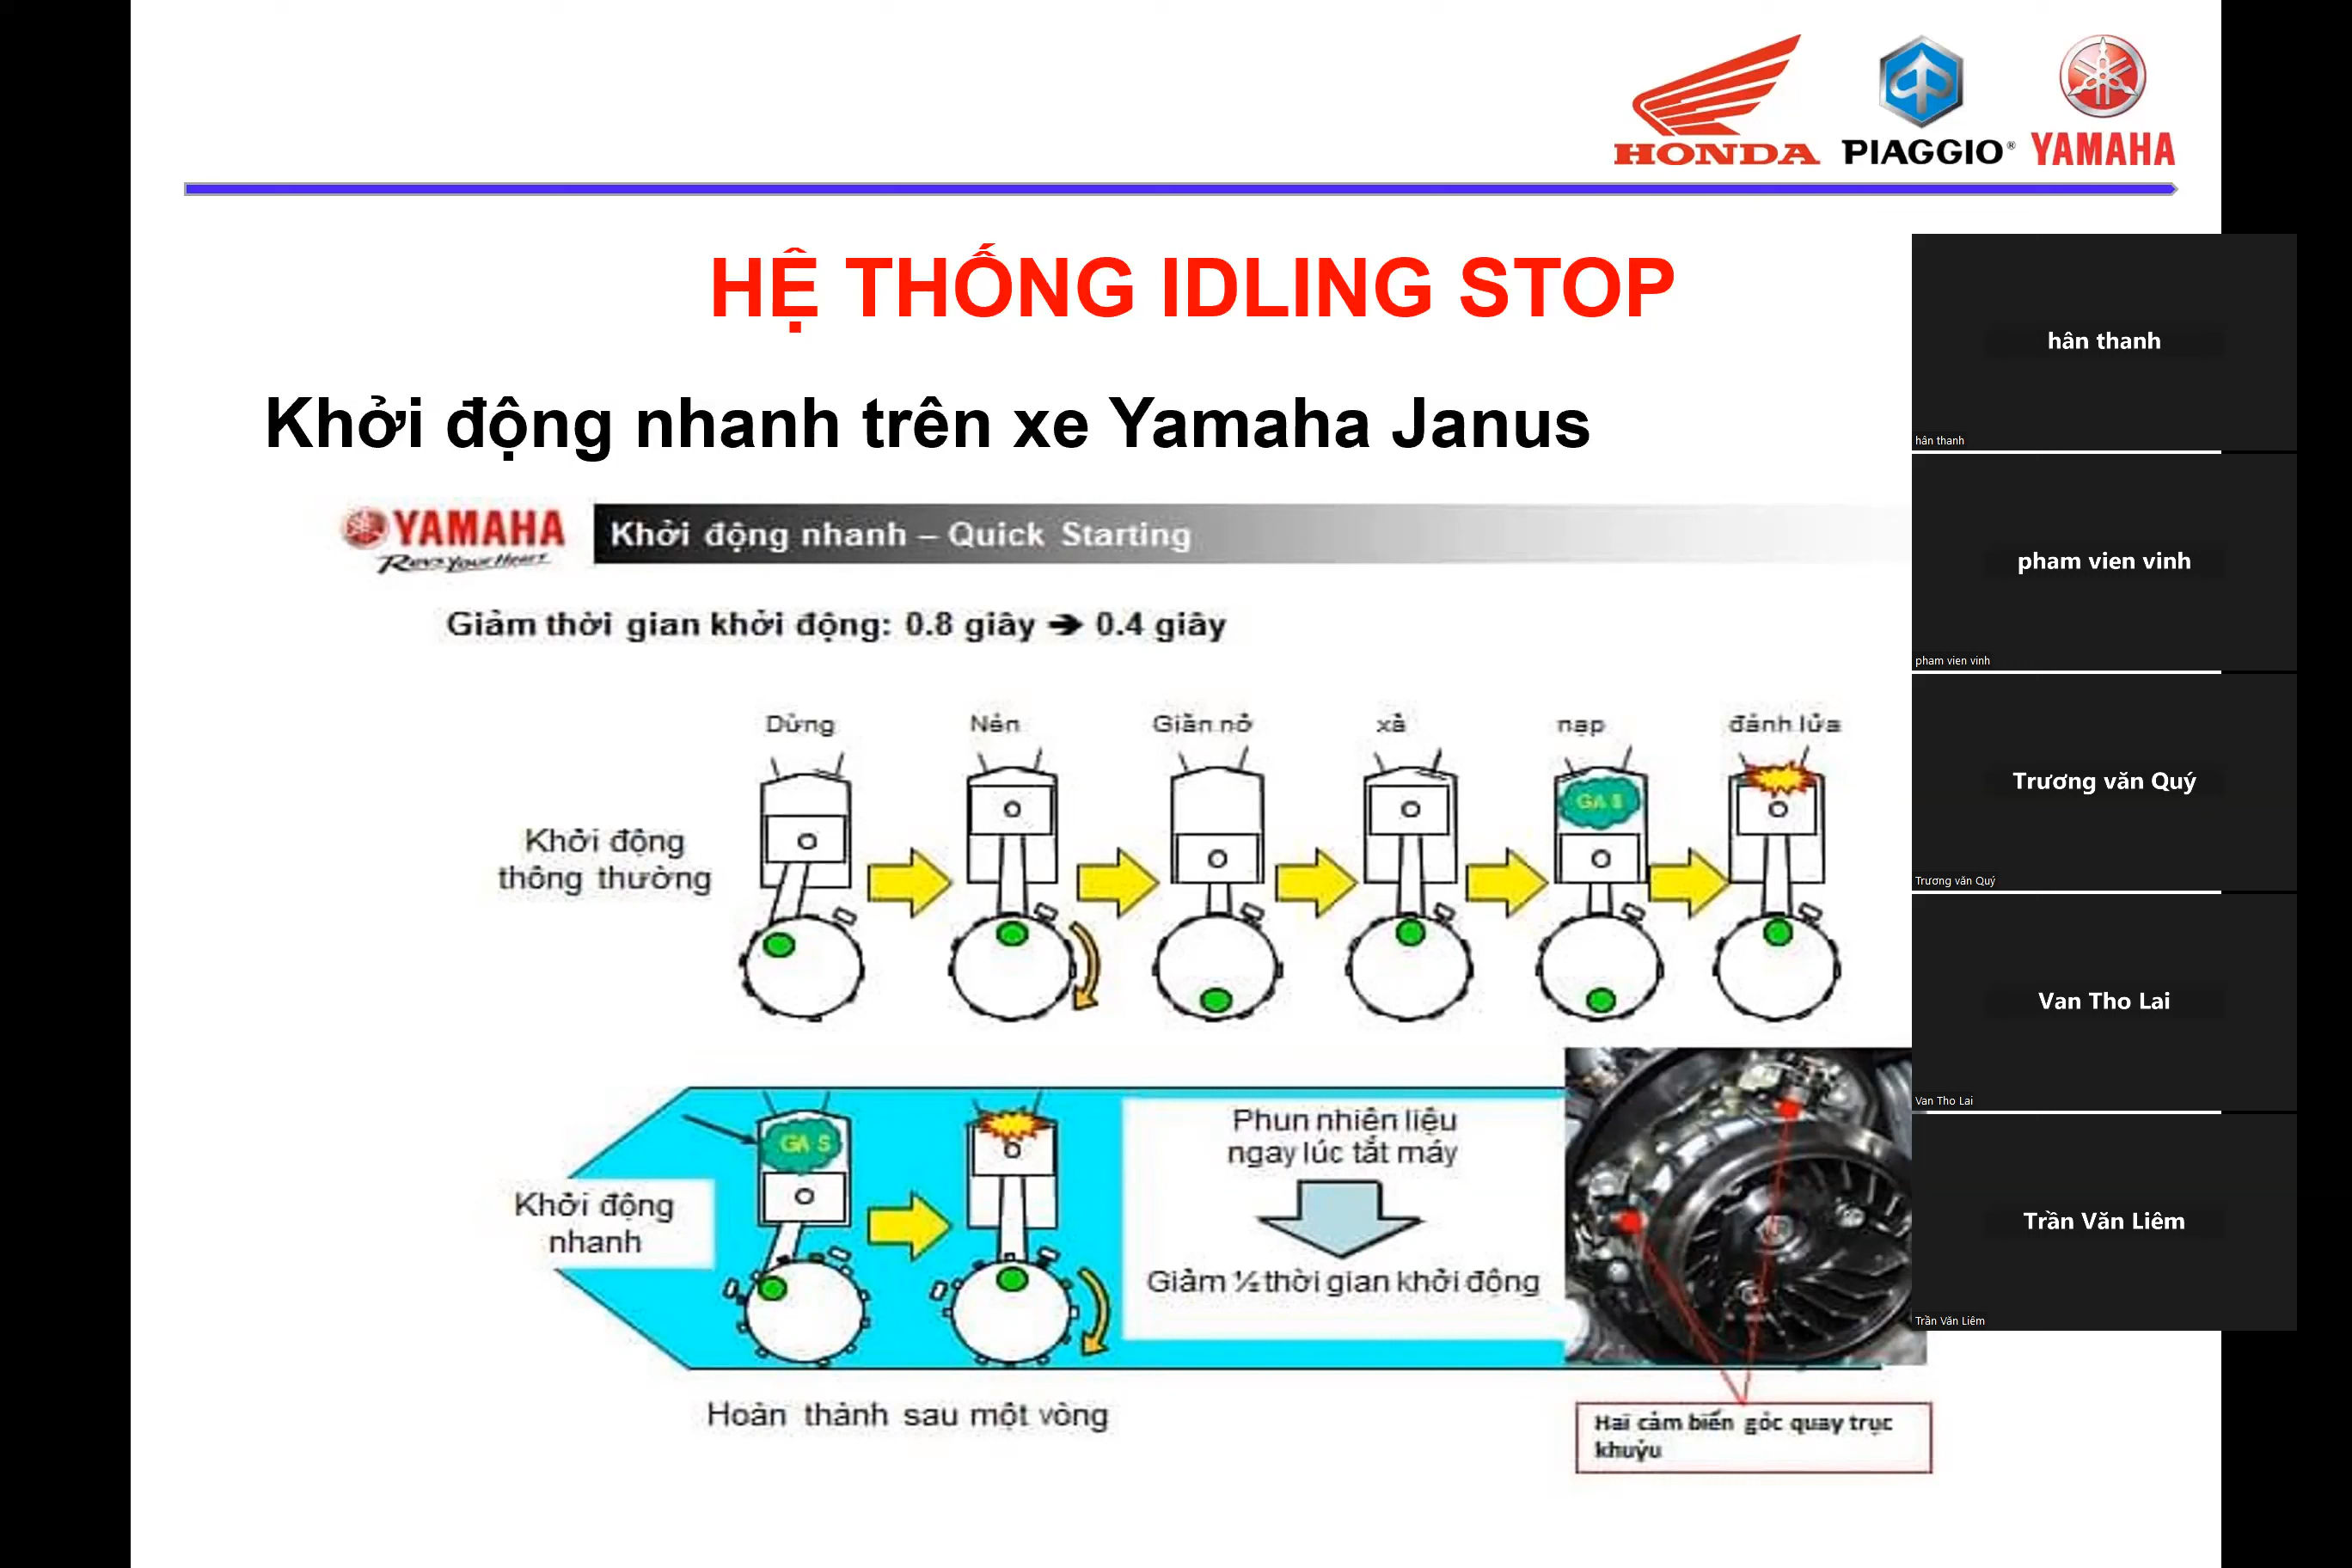 HONDA PIAGGIO® YAMAHA
HỆ THỐNG IDLING STOP
Khởi động nhanh trên xe Yamaha Janus
YAMAHA
Revs Your Heart
Khởi động nhanh – Quick Starting
Giảm thời gian khởi động: 0.8 giây ➔ 0.4 giây
Dừng Nén Giãn nở xả nạp đánh lửa
GAS
Khởi động
thông thường
GAS
Khởi động
nhanh
Phun nhiên liệu
ngay lúc tắt máy
Giảm ½ thời gian khởi động
Hoàn thành sau một vòng
Hai cảm biến góc quay trục
khuỷu
hân thanh
hân thanh
pham vien vinh
pham vien vinh
Trương văn Quý
Trương văn Quý
Van Tho Lai
Van Tho Lai
Trần Văn Liêm
Trần Văn Liêm